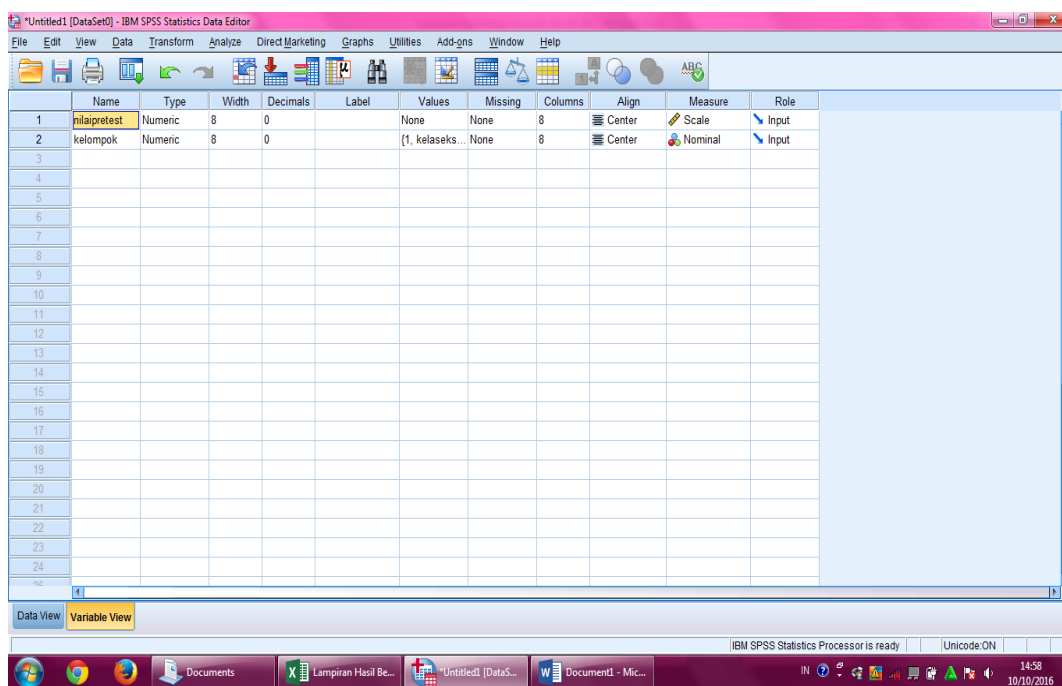 *Untitled1 [DataSet0] - IBM SPSS Statistics Data Editor
File Edit View Data Transform Analyze Direct Marketing Graphs Utilities Add-ons Window Help
Name Type Width Decimals Label Values Missing Columns Align Measure Role
1 nilaipretest Numeric 8 0 None None 8 Center Scale Input
2 kelompok Numeric 8 0 {1, kelaseks... None 8 Center Nominal Input
3
4
5
6
7
8
9
10
11
12
13
14
15
16
17
18
19
20
21
22
23
24
Data View Variable View
IBM SPSS Statistics Processor is ready Unicode:ON
Documents Lampiran Hasil Be... *Untitled1 [DataS... Document1 - Mic... IN 14:58
10/10/2016